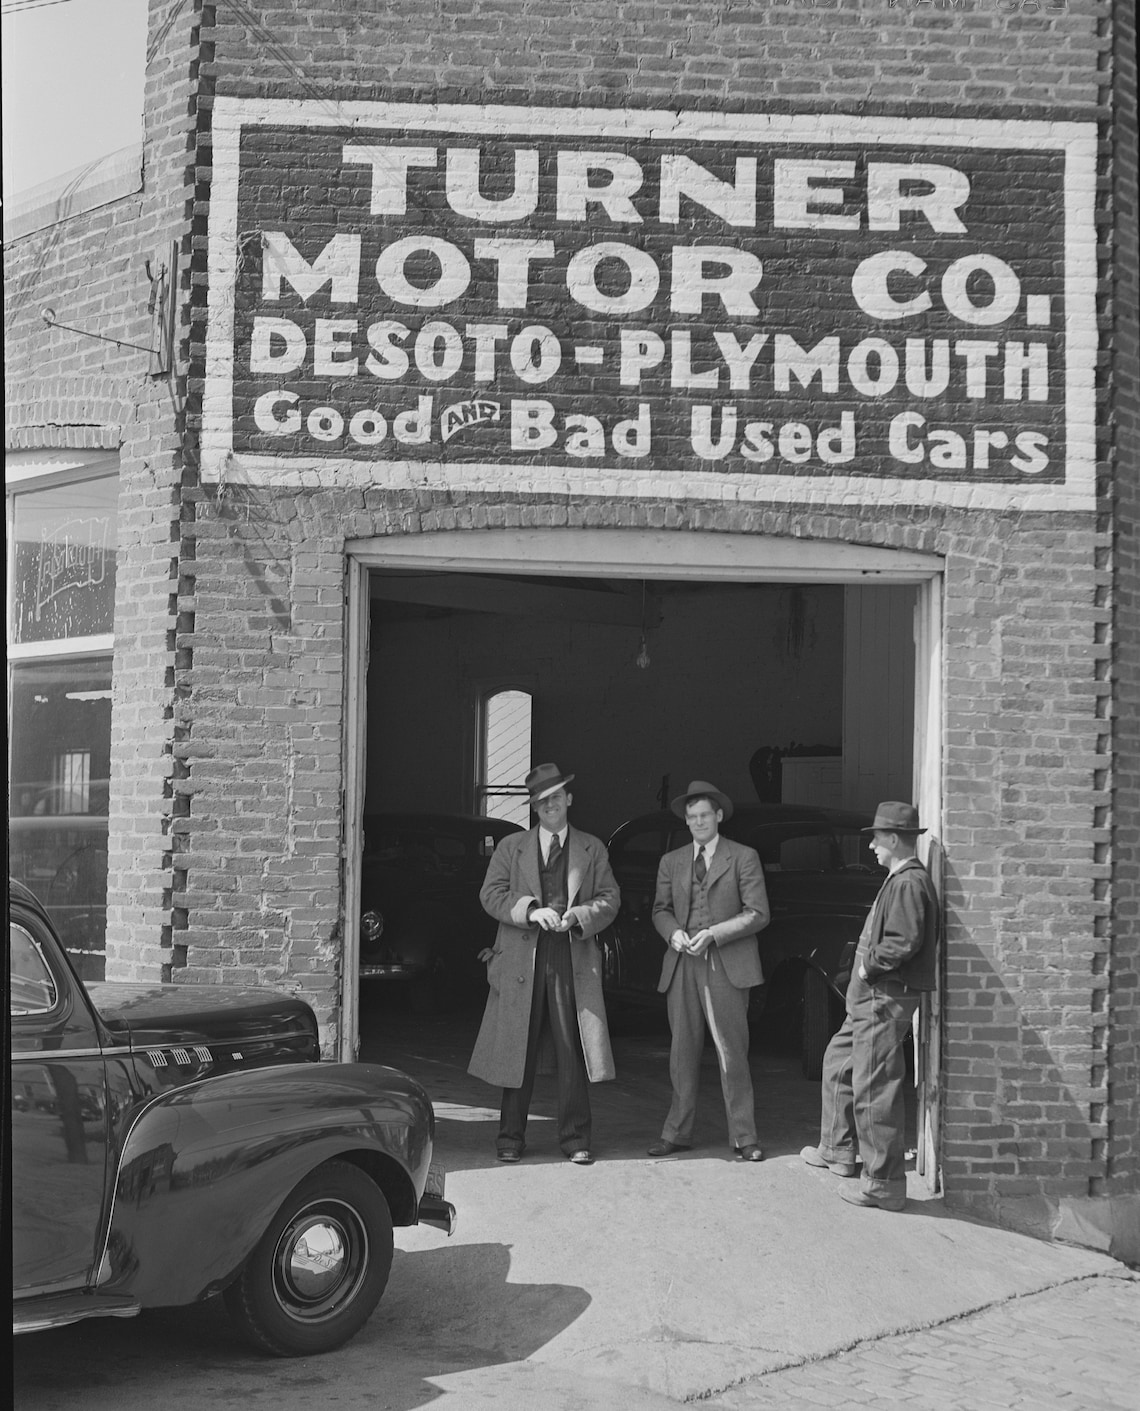 TURNER
MOTOR CO.
DESOTO-PLYMOUTH
Good AND Bad Used Cars